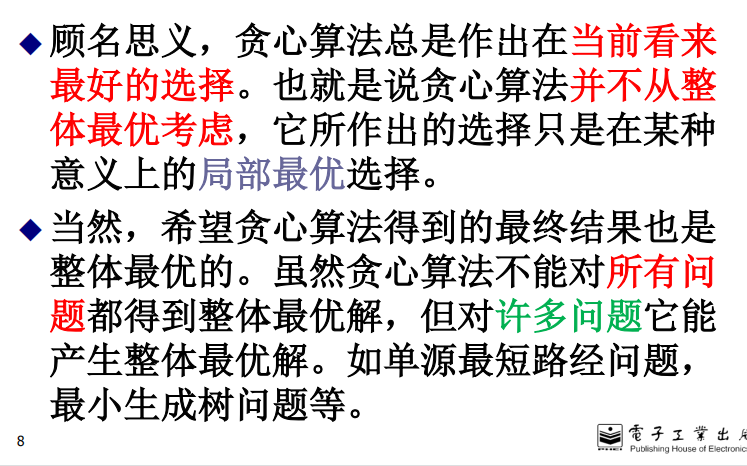 顾名思义，贪心算法总是作出在当前看来
最好的选择。也就是说贪心算法并不从整
体最优考虑，它所作出的选择只是在某种
意义上的局部最优选择。
当然，希望贪心算法得到的最终结果也是
整体最优的。虽然贪心算法不能对所有问
题都得到整体最优解，但对许多问题它能
产生整体最优解。如单源最短路经问题，
最小生成树问题等。
8
電子工業出
PHEI
Publishing House of Electronics